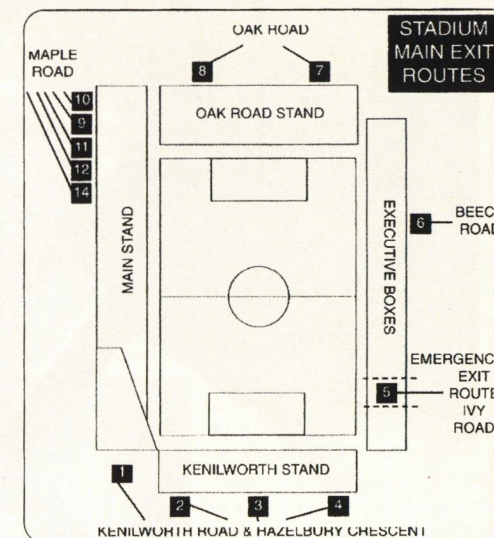 STADIUM
MAIN EXIT
ROUTES
OAK ROAD
MAPLE
ROAD
8
7
10
9
11
12
14
OAK ROAD STAND
MAIN STAND
EXECUTIVE BOXES
6
BEEC
ROAD
EMERGENC
EXIT
5
ROUTE
IVY
ROAD
KENILWORTH STAND
1
2
3
4
KENILWORTH ROAD & HAZELBURY CRESCENT